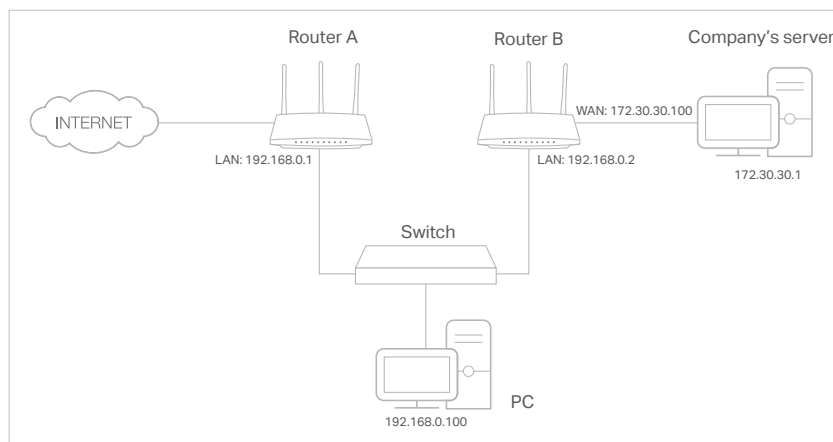 Router A
Router B
Company's server
INTERNET
WAN: 172.30.30.100
LAN: 192.168.0.1
LAN: 192.168.0.2
172.30.30.1
Switch
PC
192.168.0.100